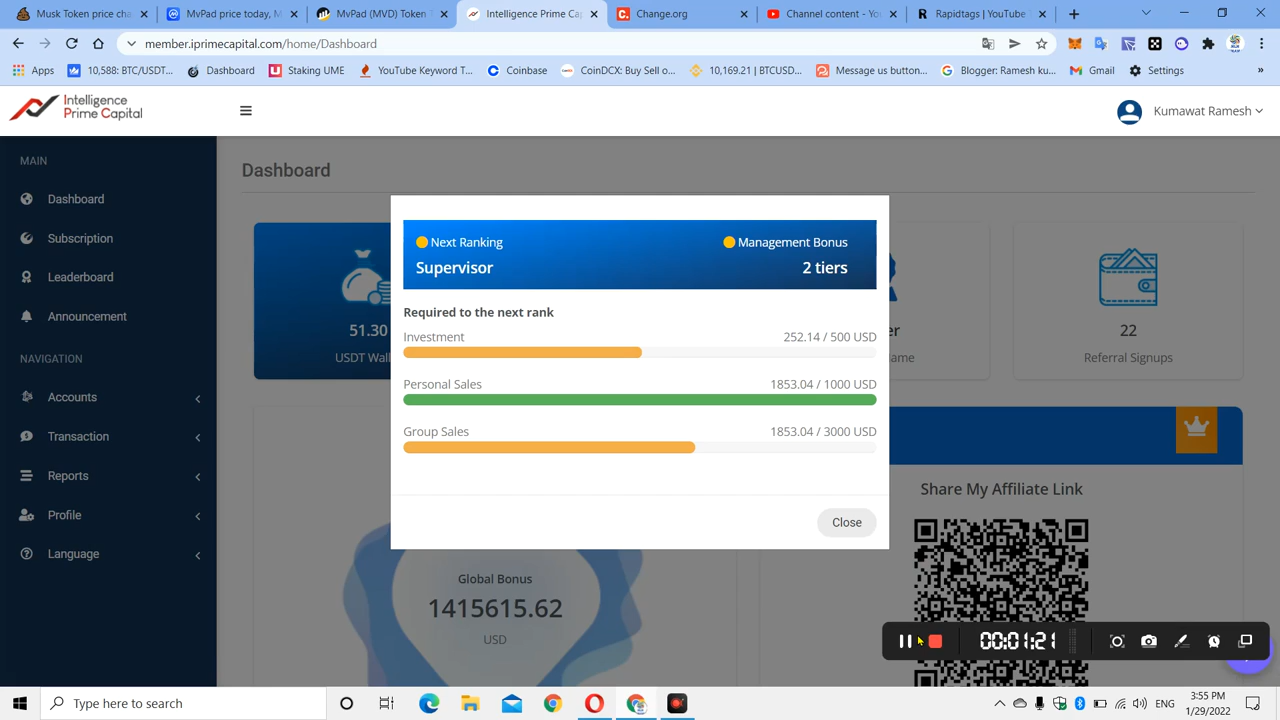 Musk Token chart
MvPad price today, M
MvPad (MVD) Token T
Intelligence Prime Cap
Change.org
Channel content - You
Rapidtags | YouTube T
member.iprimecapital.com/home/Dashboard
Apps
10,588: BTC/USDT...
Dashboard
Staking UME
YouTube Keyword T...
Coinbase
CoinDCX: Buy Sell o...
10,169.21 | BTCUSD...
Message us button...
Blogger: Ramesh ku...
Gmail
Settings
Intelligence
Prime Capital
Kumawat Ramesh
MAIN
Dashboard
Subscription
Leaderboard
Announcement
NAVIGATION
Accounts
Transaction
Reports
Profile
Language
Dashboard
51.30
USDT Wall
er
ame
22
Referral Signups
Next Ranking
Management Bonus
Supervisor
2 tiers
Required to the next rank
Investment
252.14 / 500 USD
Personal Sales
1853.04 / 1000 USD
Group Sales
1853.04 / 3000 USD
Close
Share My Affiliate Link
Global Bonus
1415615.62
USD
00:01:21
Type here to search
ENG
3:55 PM
1/29/2022